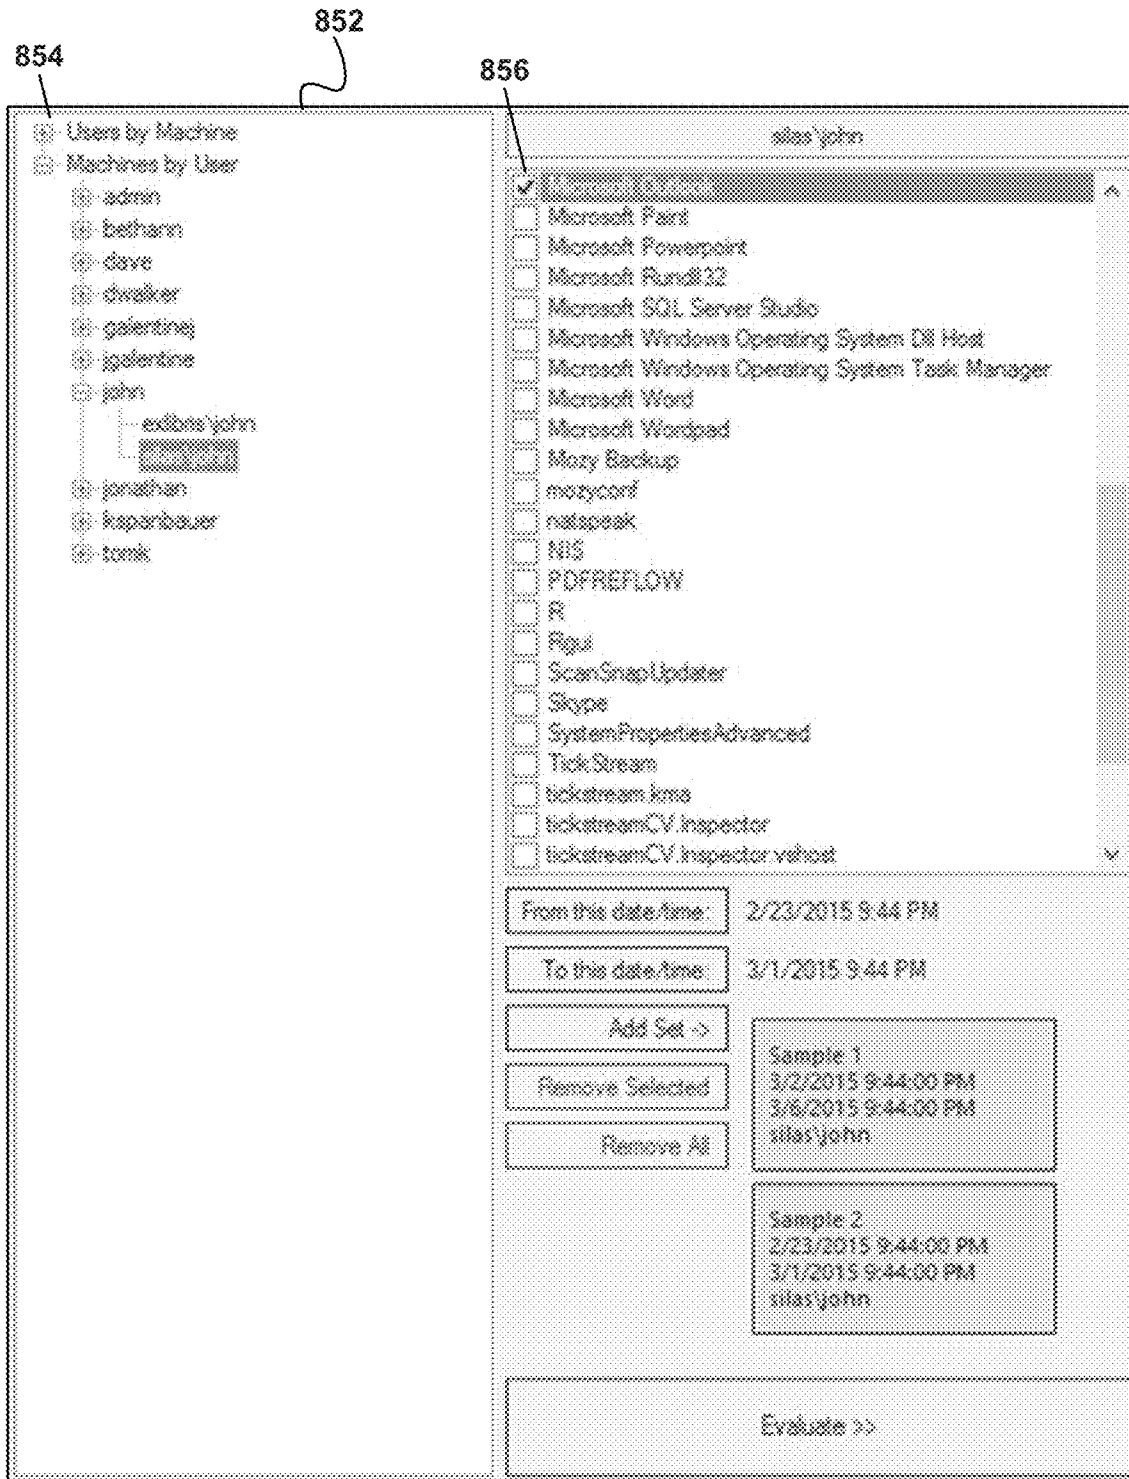 852
854
856
Users by Machine
Machines by User
admin
bethann
dave
dwalker
galentinej
jgalentine
john
exlibris\john
jonathan
kspanbauer
tomk
silas\john
Microsoft Paint
Microsoft Powerpoint
Microsoft Rundll32
Microsoft SQL Server Studio
Microsoft Windows Operating System Dll Host
Microsoft Windows Operating System Task Manager
Microsoft Word
Microsoft Wordpad
Mozy Backup
mozyconf
natspeak
NIS
PDFREFLOW
R
Rgui
ScanSnapUpdater
Skype
SystemPropertiesAdvanced
TickStream
tickstream.kma
tickstreamCV.Inspector
tickstreamCV.Inspector.vshost
From this date/time: 2/23/2015 9:44 PM
To this date/time: 3/1/2015 9:44 PM
Add Set ->
Remove Selected
Remove All
Sample 1
3/2/2015 9:44:00 PM
3/6/2015 9:44:00 PM
silas\john
Sample 2
2/23/2015 9:44:00 PM
3/1/2015 9:44:00 PM
silas\john
Evaluate >>